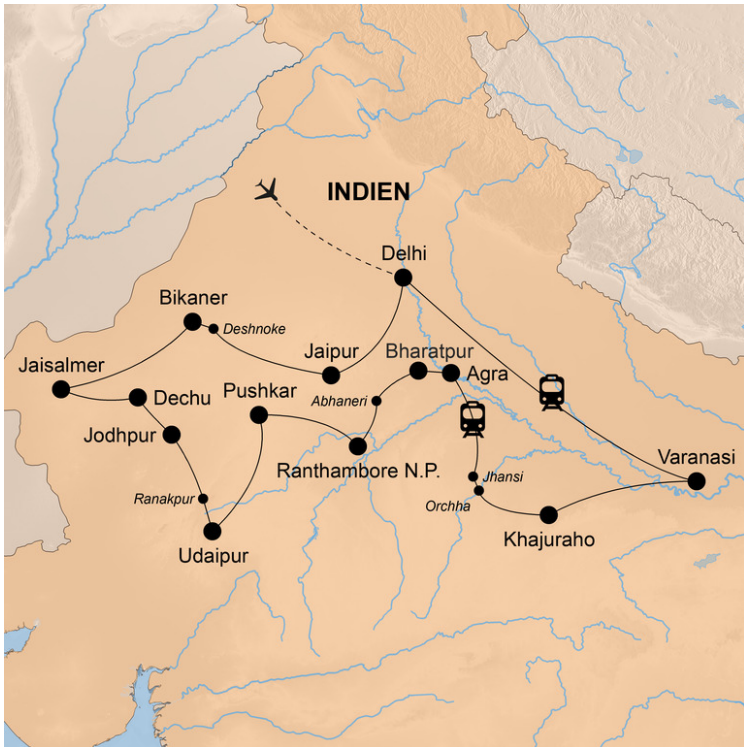 INDIEN
Delhi
Bikaner
Deshnoke
Jaipur
Bharatpur
Jaisalmer
Agra
Pushkar
Dechu
Abhaneri
Jodhpur
Varanasi
Ranthambore N.P.
Jhansi
Ranakpur
Orchha
Khajuraho
Udaipur